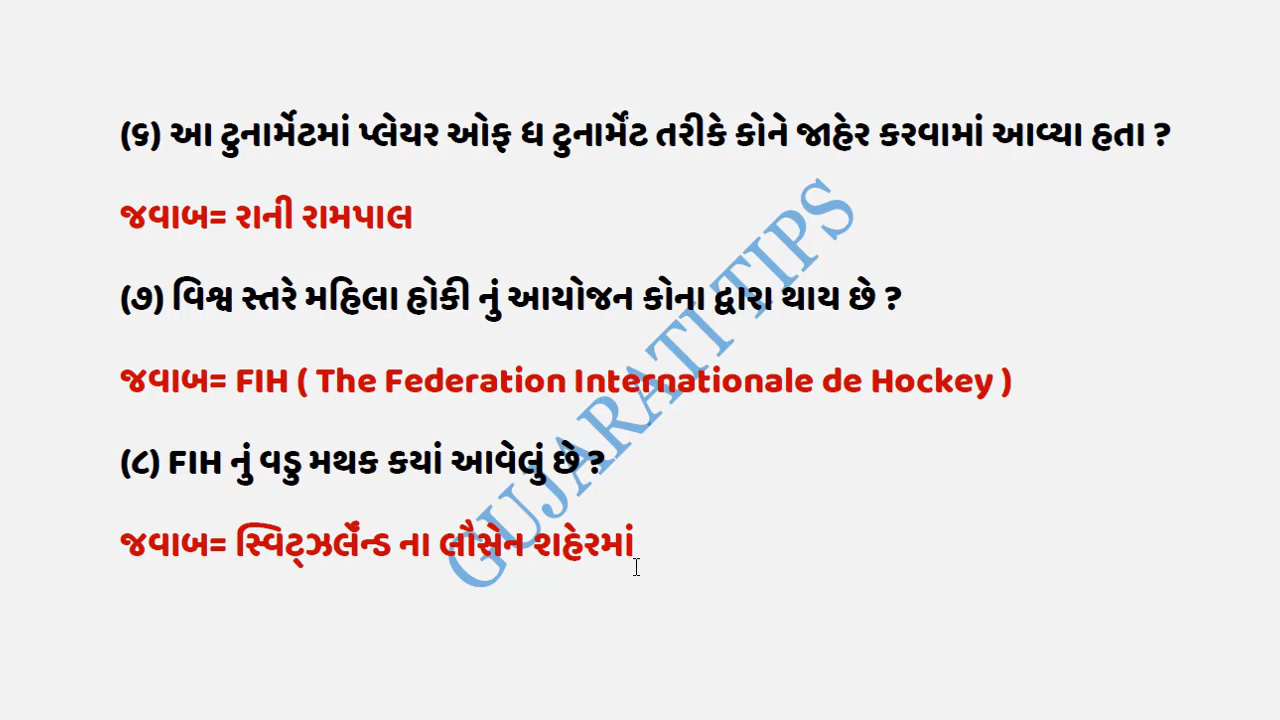 (૬) આ ટુનાર્મેટમાં પ્લેયર ઓફ ધ ટુનાર્મેંટ તરીકે કોને જાહેર કરવામાં આવ્યા હતા ?
જવાબ= રાની રામપાલ
(૭) વિશ્વ સ્તરે મહિલા હોકી નું આયોજન કોના દ્વારા થાય છે ?
જવાબ= FIH ( The Federation Internationale de Hockey )
(૮) FIH નું વડુ મથક કયાં આવેલું છે ?
જવાબ= સ્વિટ્ઝર્લૅન્ડ ના લૌસેન શહેરમાં
GUJARATI TIPS